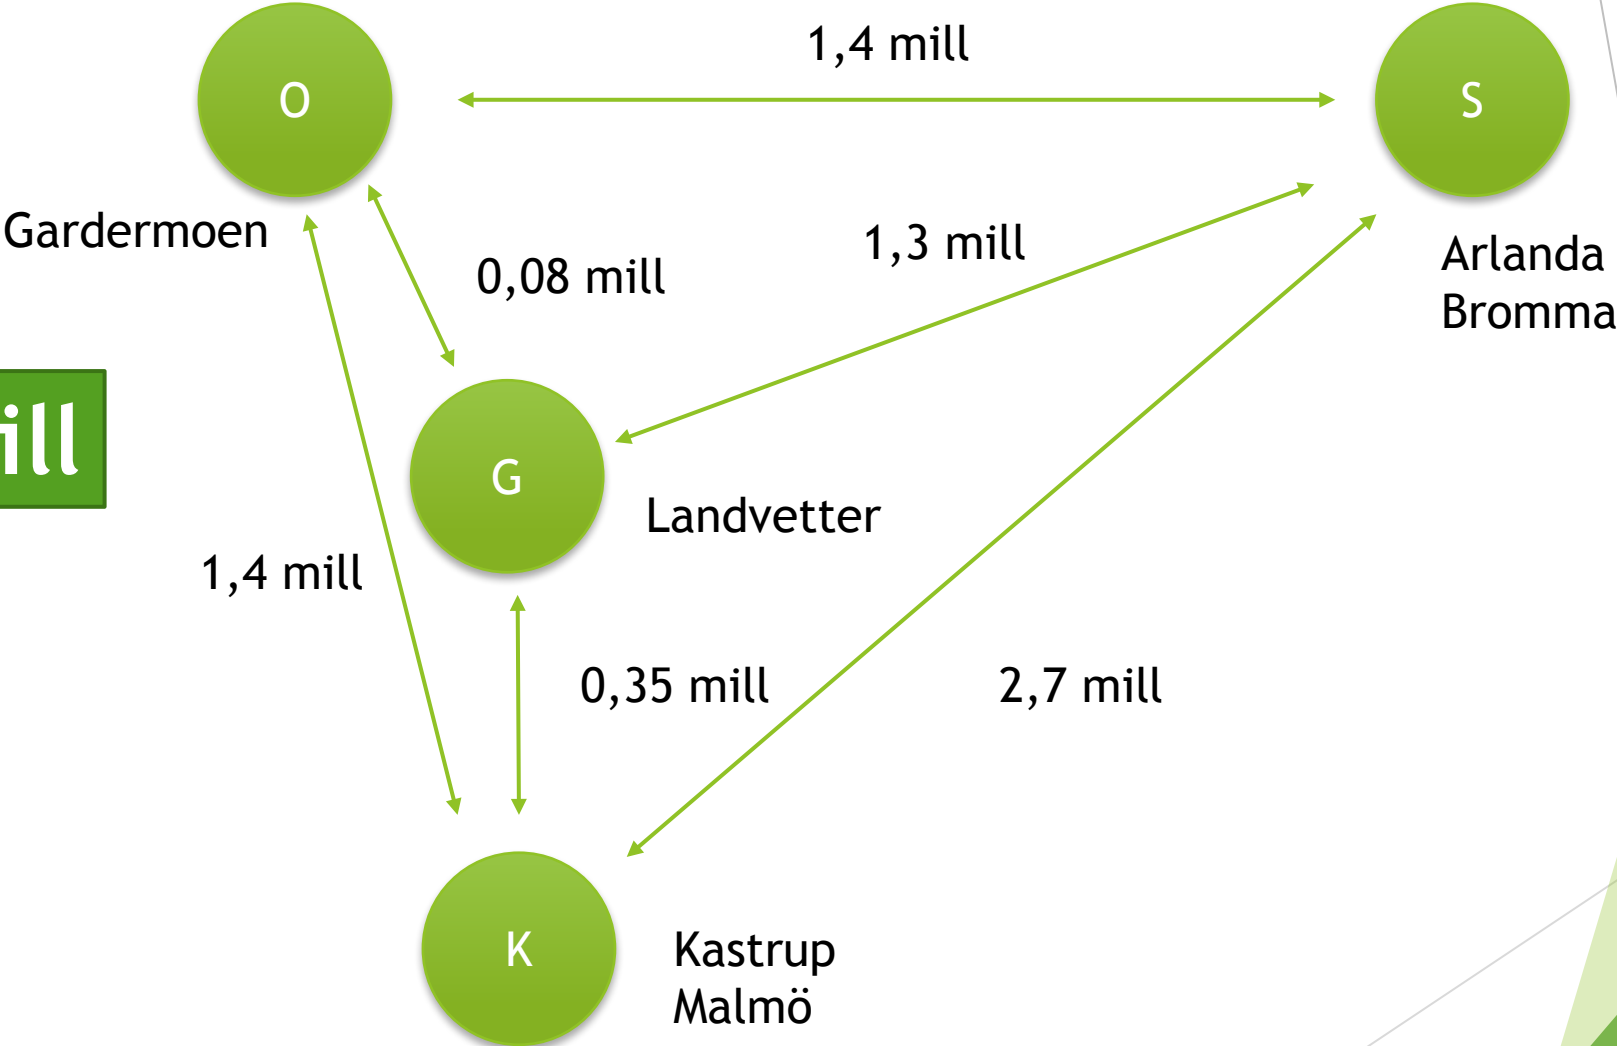 1,4 mill
O
S
Gardermoen
0,08 mill
1,3 mill
Arlanda
Bromma
ill
G
Landvetter
1,4 mill
0,35 mill
2,7 mill
K
Kastrup
Malmö